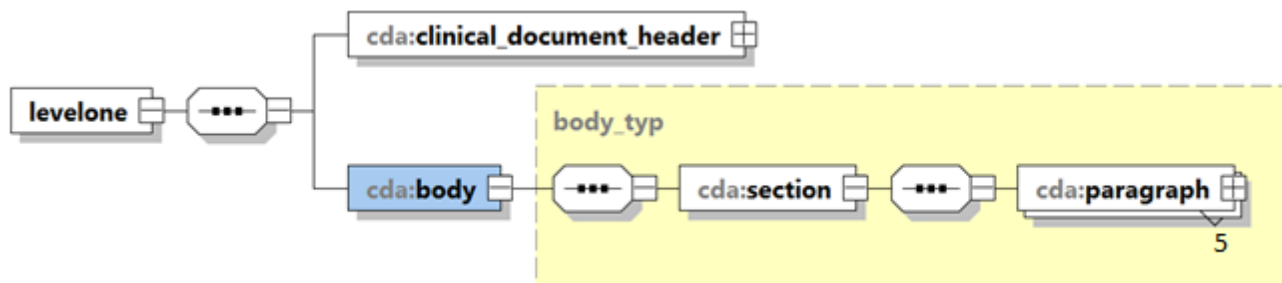 cda:clinical_document_header
levelone
body_typ
cda:body
cda:section
cda:paragraph
5